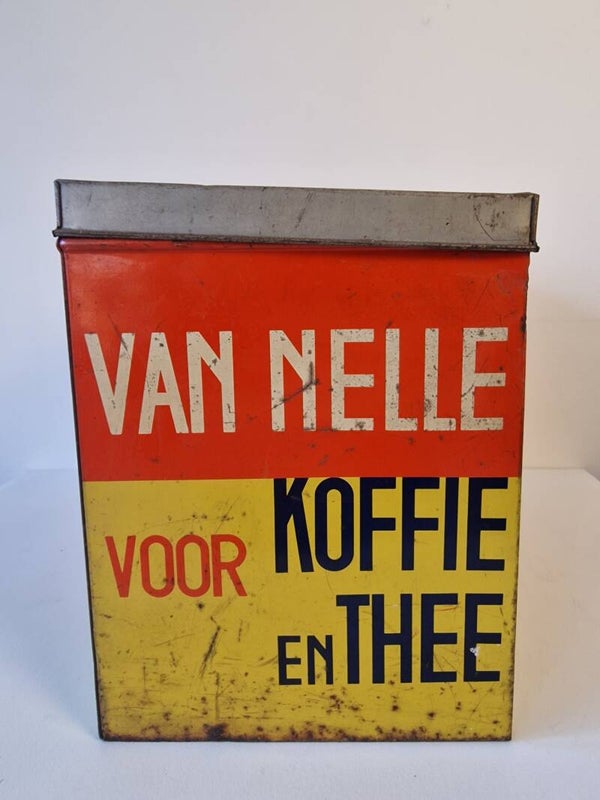 VAN NELLE
VOOR KOFFIE
EN THEE